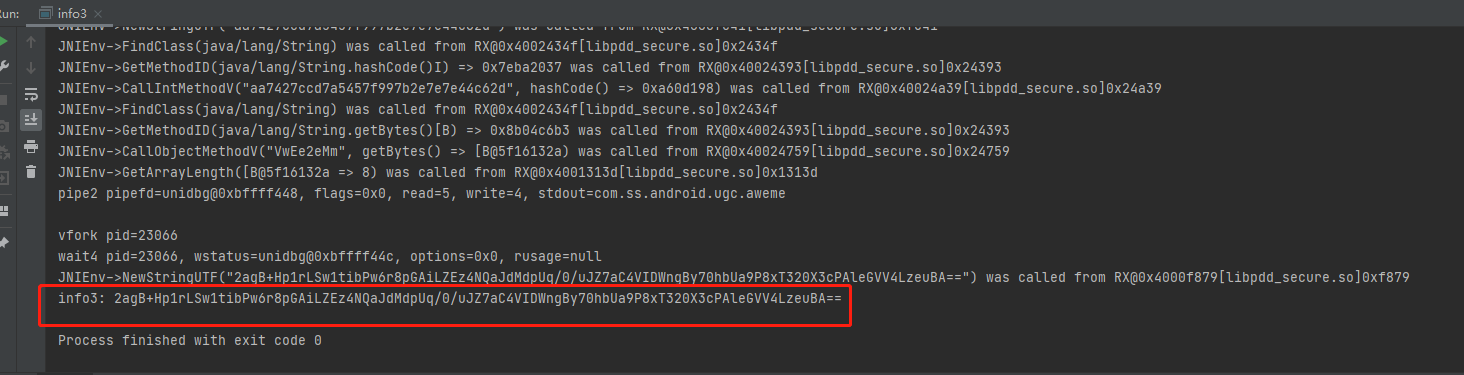 Run: info3
JNIEnv->FindClass(java/lang/String) was called from RX@0x4002434f[libpdd_secure.so]0x2434f
JNIEnv->GetMethodID(java/lang/String.hashCode()I) => 0x7eba2037 was called from RX@0x40024393[libpdd_secure.so]0x24393
JNIEnv->CallIntMethodV("aa7427ccd7a5457f997b2e7e7e44c62d", hashCode() => 0xa60d198) was called from RX@0x40024a39[libpdd_secure.so]0x24a39
JNIEnv->FindClass(java/lang/String) was called from RX@0x4002434f[libpdd_secure.so]0x2434f
JNIEnv->GetMethodID(java/lang/String.getBytes()[B) => 0x8b04c6b3 was called from RX@0x40024393[libpdd_secure.so]0x24393
JNIEnv->CallObjectMethodV("VwEe2eMm", getBytes() => [B@5f16132a) was called from RX@0x40024759[libpdd_secure.so]0x24759
JNIEnv->GetArrayLength([B@5f16132a => 8) was called from RX@0x4001313d[libpdd_secure.so]0x1313d
pipe2 pipefd=unidbg@0xbffff448, flags=0x0, read=5, write=4, stdout=com.ss.android.ugc.aweme
vfork pid=23066
wait4 pid=23066, wstatus=unidbg@0xbffff44c, options=0x0, rusage=null
JNIEnv->NewStringUTF("2agB+Hp1rLSw1tibPw6r8pGAiLZEz4NQaJdMdpUq/0/uJZ7aC4VIDWngBy70hbUa9P8xT320X3cPAleGVV4LzeuBA==") was called from RX@0x4000f879[libpdd_secure.so]0xf879
info3: 2agB+Hp1rLSw1tibPw6r8pGAiLZEz4NQaJdMdpUq/0/uJZ7aC4VIDWngBy70hbUa9P8xT320X3cPAleGVV4LzeuBA==
Process finished with exit code 0